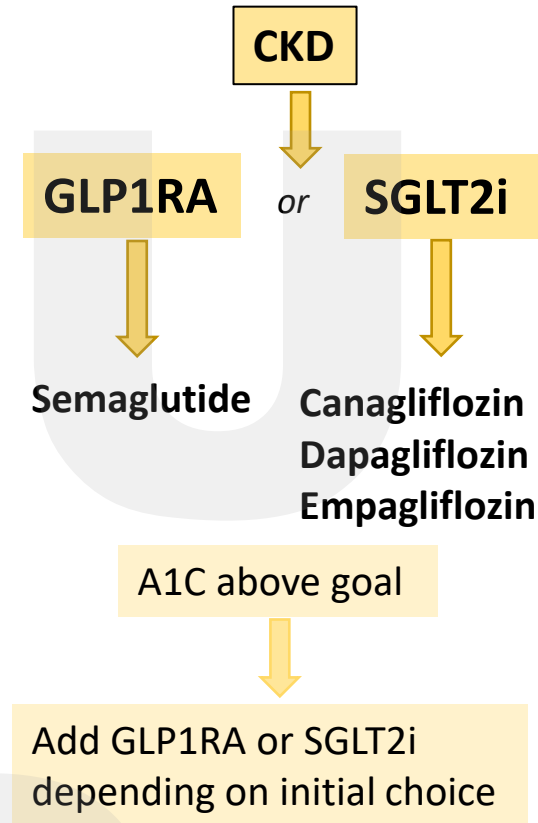 CKD
GLP1RA or SGLT2i
Semaglutide
Canagliflozin
Dapagliflozin
Empagliflozin
A1C above goal
Add GLP1RA or SGLT2i
depending on initial choice